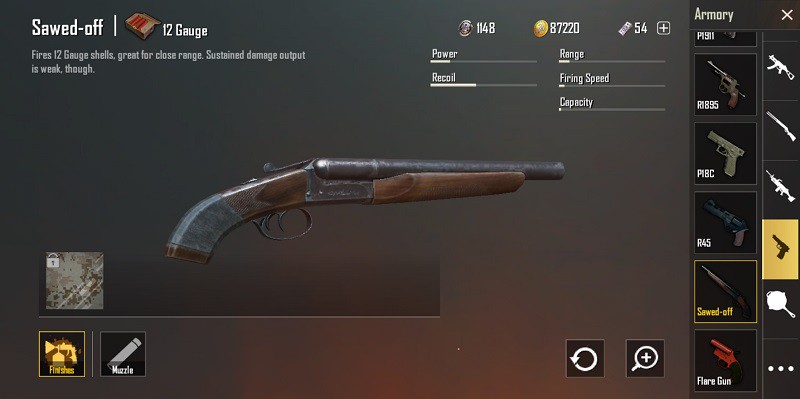 Sawed-off
12 Gauge
Fires 12 Gauge shells, great for close range. Sustained damage output
is weak, though.
1148
87220
54
Power
Range
Recoil
Firing Speed
Capacity
Finishes
Muzzle
Armory
P1911
R1895
P18C
R45
Sawed-off
Flare Gun